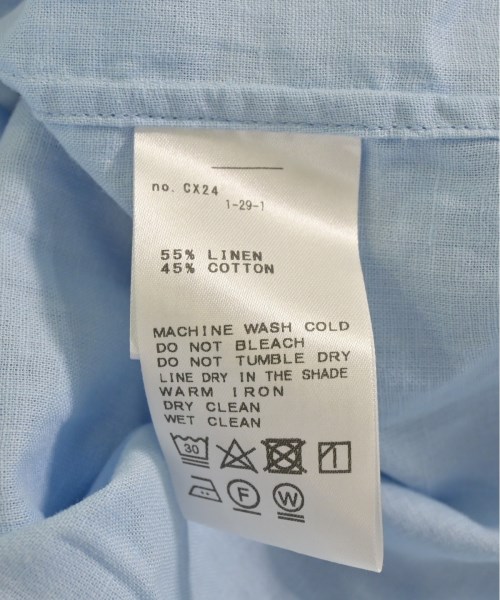 no. CX24
1-29-1
55% LINEN
45% COTTON
MACHINE WASH COLD
DO NOT BLEACH
DO NOT TUMBLE DRY
LINE DRY IN THE SHADE
WARM IRON
DRY CLEAN
WET CLEAN
30
F W